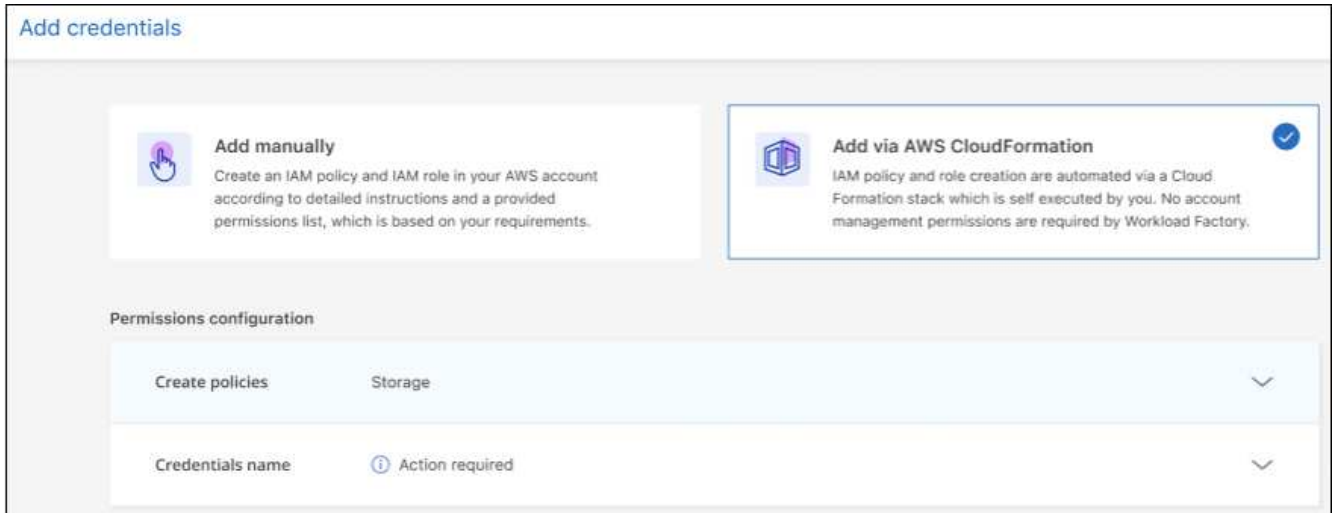 Add credentials
Add manually
Create an IAM policy and IAM role in your AWS account
according to detailed instructions and a provided
permissions list, which is based on your requirements.
Add via AWS CloudFormation
IAM policy and role creation are automated via a Cloud
Formation stack which is self executed by you. No account
management permissions are required by Workload Factory.
Permissions configuration
Create policies Storage
Credentials name Action required